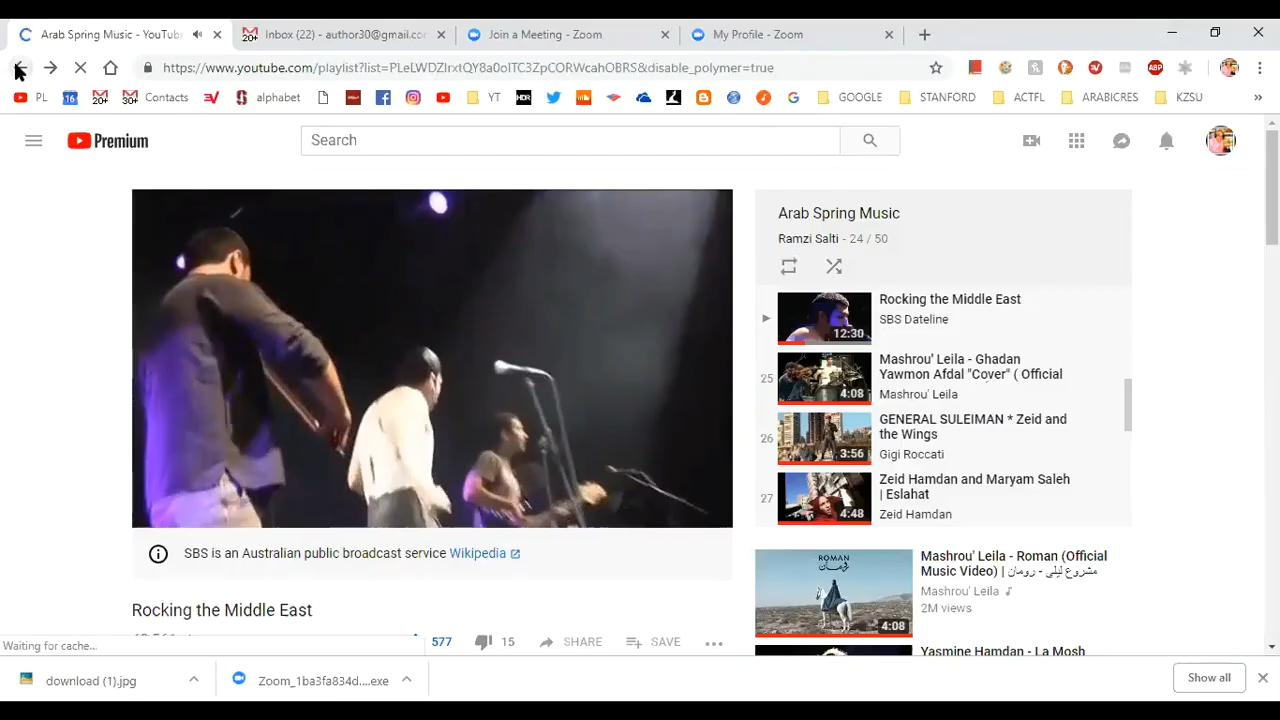 Arab Spring Music - YouTube
Inbox (22) - author30@gmail.co
Join a Meeting - Zoom
My Profile - Zoom
https://www.youtube.com/playlist?list=PLeLWDZIrxtQY8a0oITC3ZpCORWcahOBRS&disable_polymer=true
PL
Contacts
alphabet
YT
GOOGLE
STANFORD
ACTFL
ARABICRES
KZSU
Premium
Search
Arab Spring Music
Ramzi Salti - 24 / 50
Rocking the Middle East
SBS Dateline
12:30
25
Mashrou' Leila - Ghadan
Yawmon Afdal "Cover" ( Official
Mashrou' Leila
4:08
26
GENERAL SULEIMAN * Zeid and
the Wings
Gigi Roccati
3:56
27
Zeid Hamdan and Maryam Saleh
| Eslahat
Zeid Hamdan
4:48
SBS is an Australian public broadcast service Wikipedia
Rocking the Middle East
577
15
SHARE
SAVE
ROMAN
رومان
4:08
Mashrou' Leila - Roman (Official
Music Video) | مشروع ليلى - رومان
Mashrou' Leila
2M views
Yasmine Hamdan - La Mosh
Waiting for cache...
download (1).jpg
Zoom_1ba3fa834d....exe
Show all